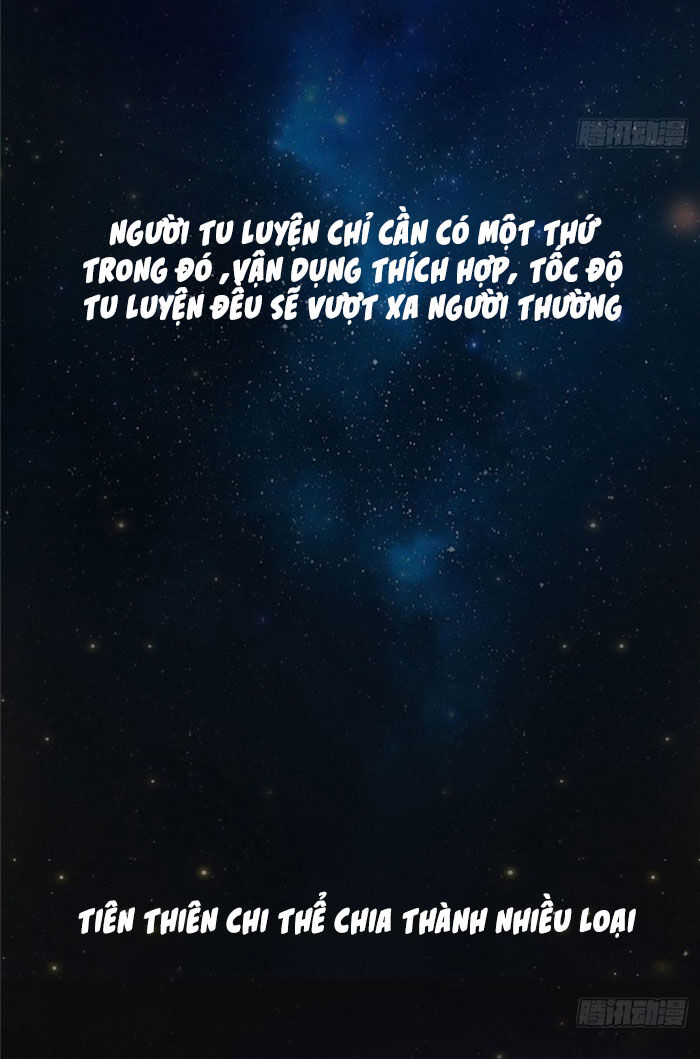 腾讯动漫
NGƯỜI TU LUYỆN CHỈ CẦN CÓ MỘT THỨ
TRONG ĐÓ ,VẬN DỤNG THÍCH HỢP, TỐC ĐỘ
TU LUYỆN ĐỀU SẼ VƯỢT XA NGƯỜI THƯỜNG
TIÊN THIÊN CHI THỂ CHIA THÀNH NHIỀU LOẠI
腾讯动漫